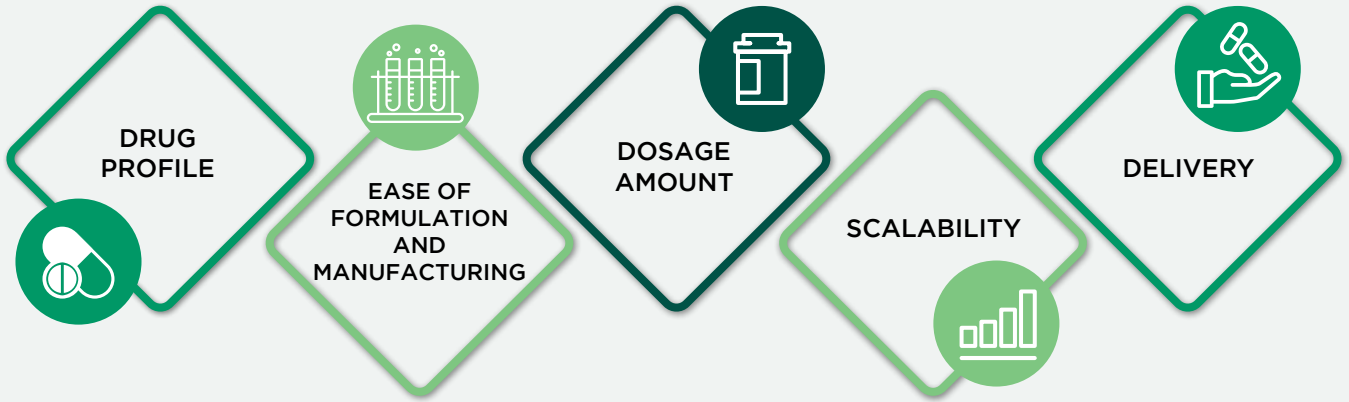 DRUG
PROFILE
EASE OF
FORMULATION
AND
MANUFACTURING
DOSAGE
AMOUNT
SCALABILITY
DELIVERY